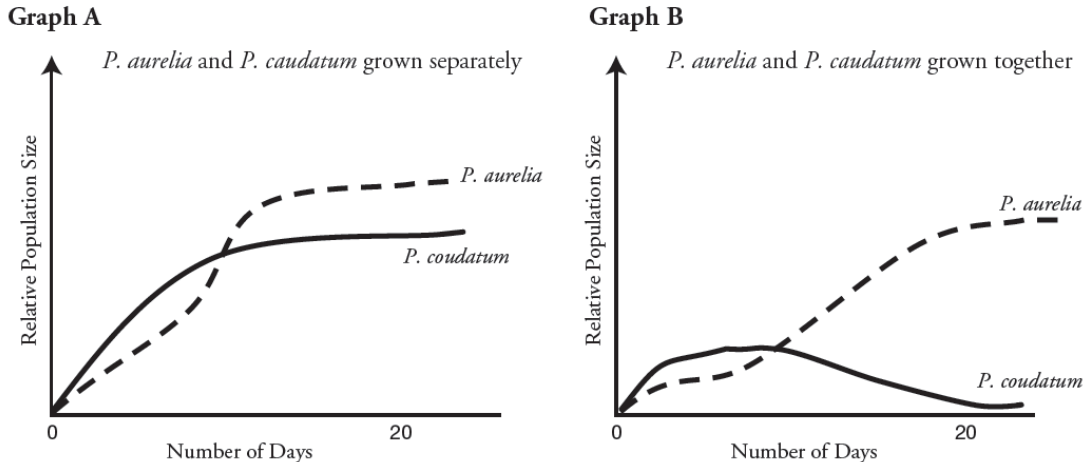 Graph A
P. aurelia and P. caudatum grown separately
Relative Population Size
P. aurelia
P. coudatum
0
20
Number of Days
Graph B
P. aurelia and P. caudatum grown together
Relative Population Size
P. aurelia
P. coudatum
0
20
Number of Days